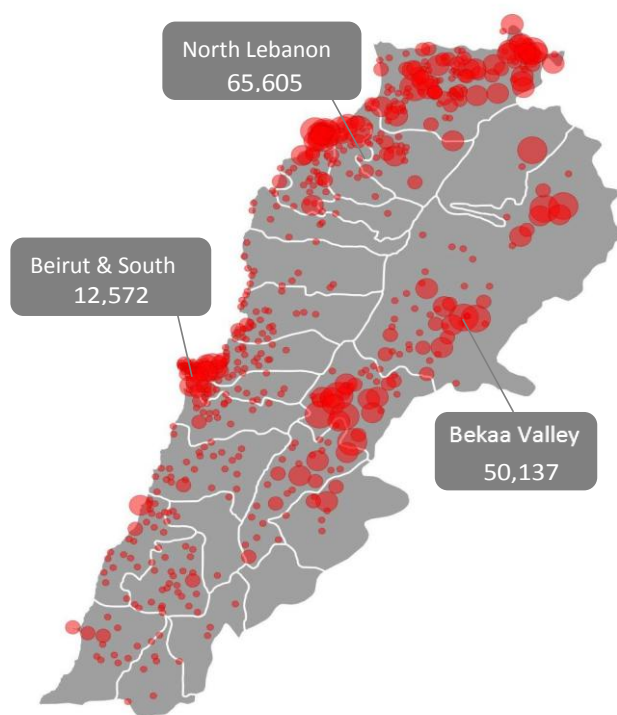 North Lebanon
65,605
Beirut & South
12,572
Bekaa Valley
50,137